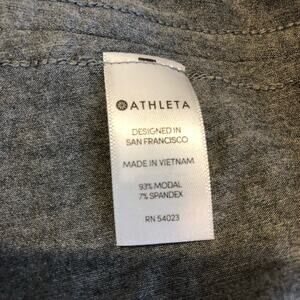 ATHLETA
DESIGNED IN
SAN FRANCISCO
MADE IN VIETNAM
93% MODAL
7% SPANDEX
RN 54023